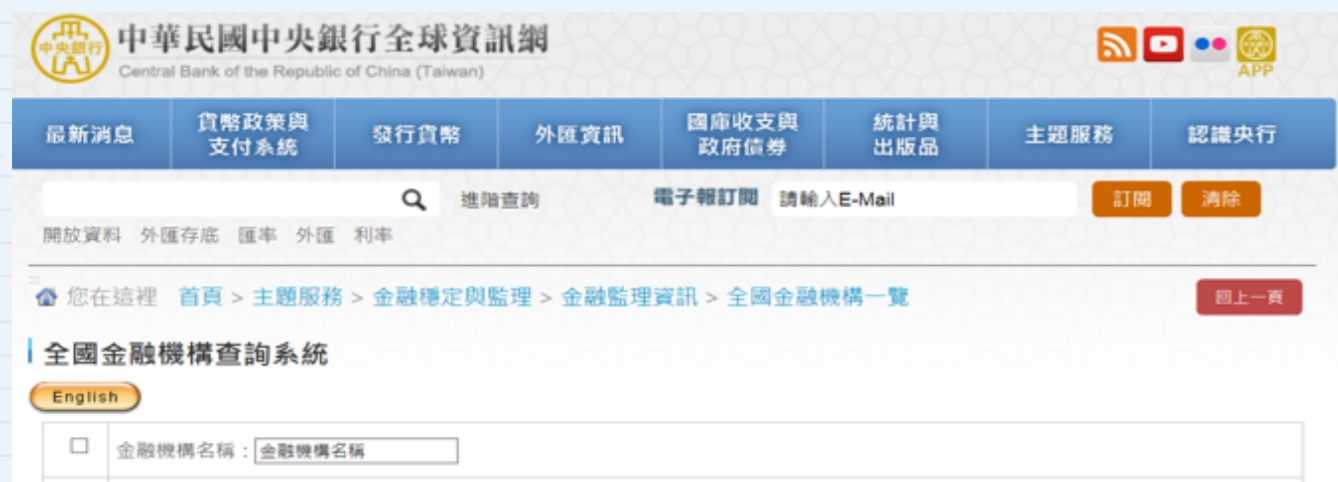 中央銀行
中華民國中央銀行全球資訊網
Central Bank of the Republic of China (Taiwan)
APP
最新消息
貨幣政策與
支付系統
發行貨幣
外匯資訊
國庫收支與
政府債券
統計與
出版品
主題服務
認識央行
進階查詢
電子報訂閱
請輸入E-Mail
訂閱
清除
開放資料 外匯存底 匯率 外匯 利率
您在這裡 首頁 > 主題服務 > 金融穩定與監理 > 金融監理資訊 > 全國金融機構一覽
回上一頁
全國金融機構查詢系統
English
金融機構名稱：金融機構名稱